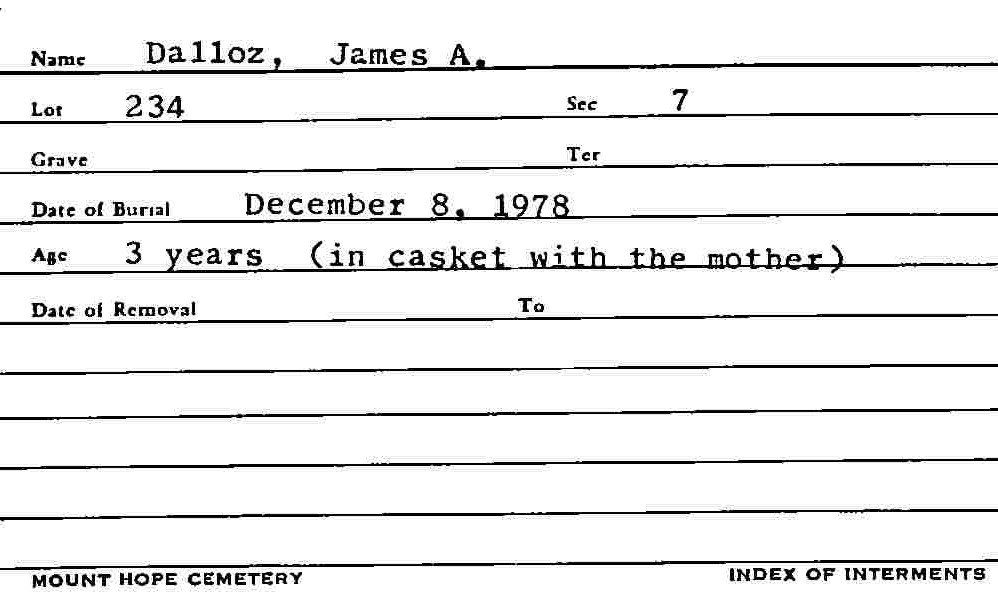 Name Dalloz, James A.
Lot 234 Sec 7
Grave Ter
Date of Burial December 8, 1978
Age 3 years (in casket with the mother)
Date of Removal To
MOUNT HOPE CEMETERY INDEX OF INTERMENTS